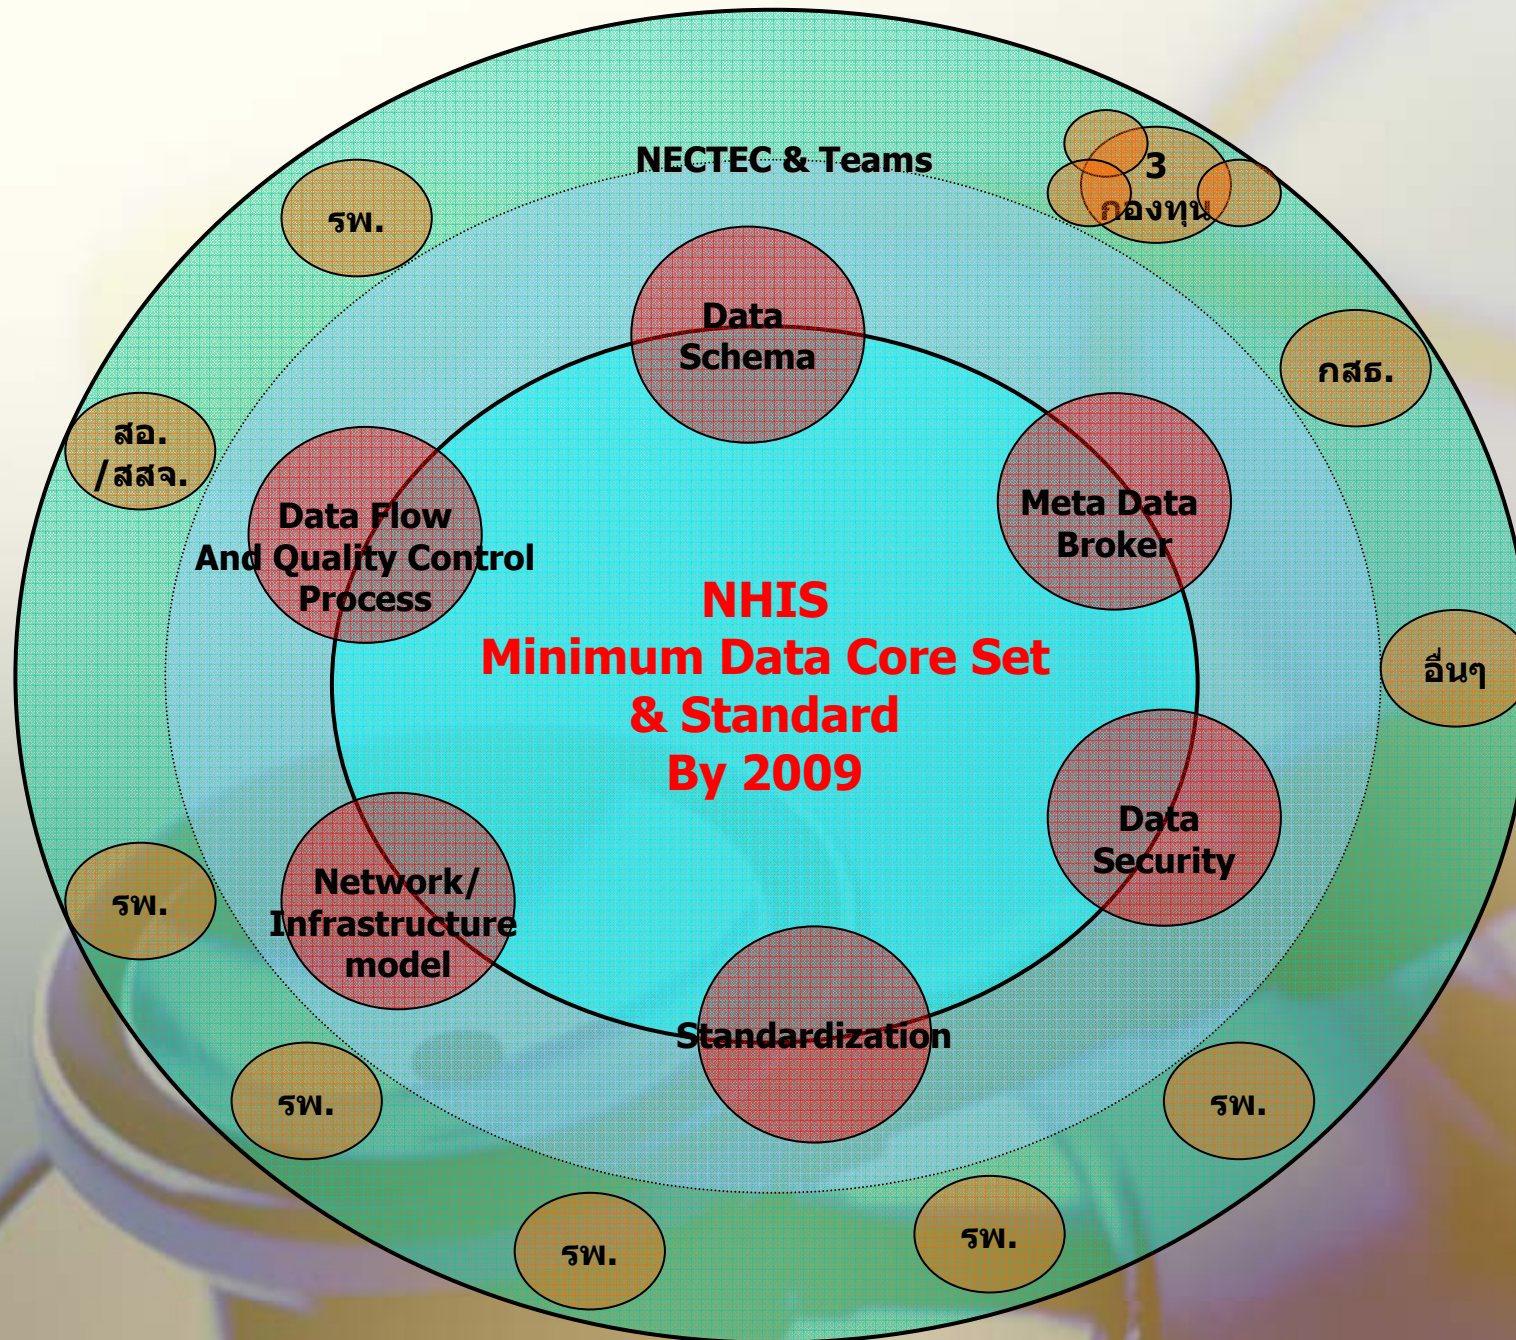 NECTEC & Teams
3
กองทุน
รพ.
Data
Schema
กสธ.
สอ.
/สสจ.
Data Flow
And Quality Control
Process
Meta Data
Broker
NHIS
Minimum Data Core Set
& Standard
By 2009
อื่นๆ
Data
Security
รพ.
Network/
Infrastructure
model
Standardization
รพ.
รพ.
รพ.
รพ.